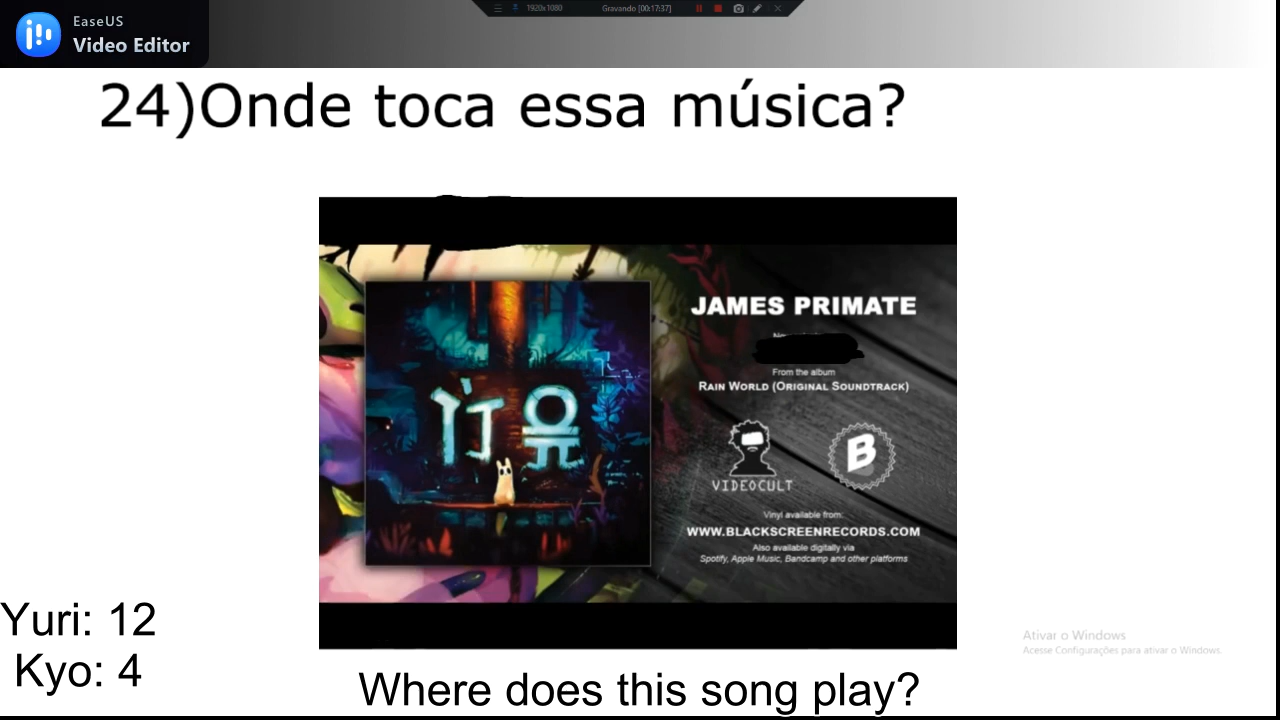 EaseUS
Video Editor
1920x1080
Gravando [00:17:37]
24)Onde toca essa música?
JAMES PRIMATE
From the album
RAIN WORLD (ORIGINAL SOUNDTRACK)
B
VIDEOCULT
Vinyl available from:
WWW.BLACKSCREENRECORDS.COM
Also available digitally via
Spotify, Apple Music, Bandcamp and other platforms
Yuri: 12
Kyo: 4
Ativar o Windows
Acesse Configurações para ativar o Windows.
Where does this song play?